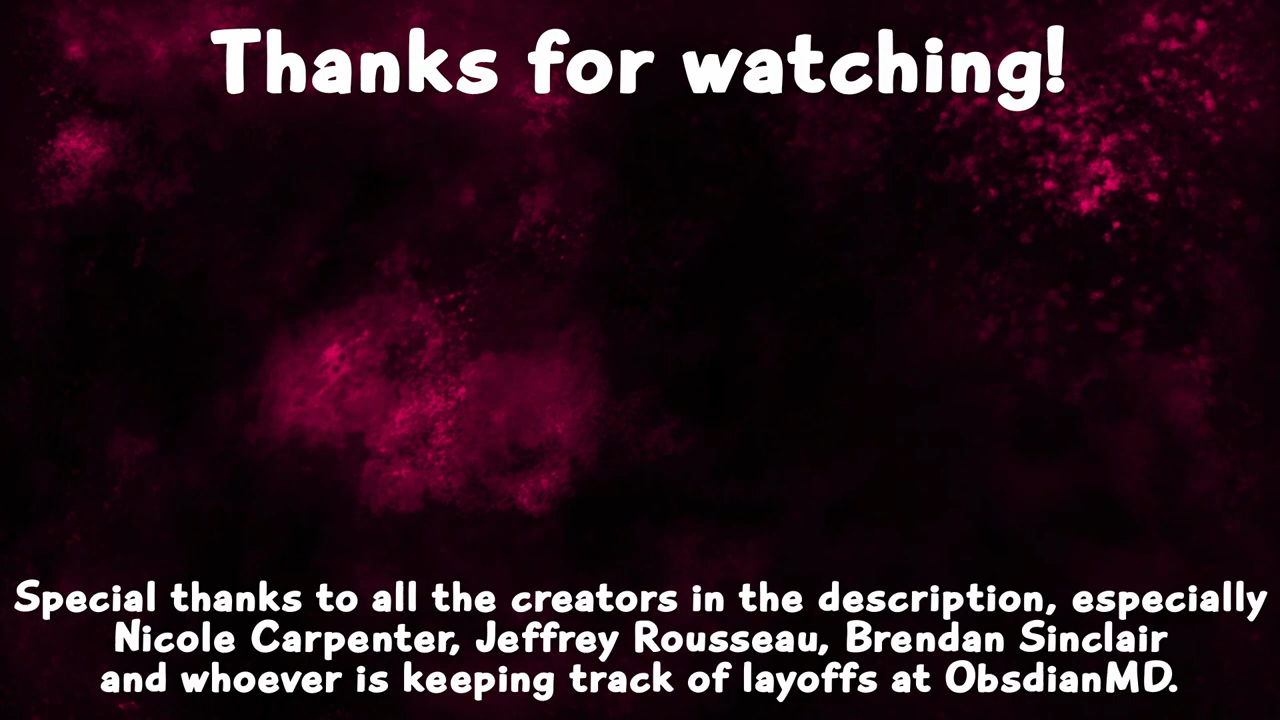 Thanks for watching!
Special thanks to all the creators in the description, especially
Nicole Carpenter, Jeffrey Rousseau, Brendan Sinclair
and whoever is keeping track of layoffs at ObsdianMD.